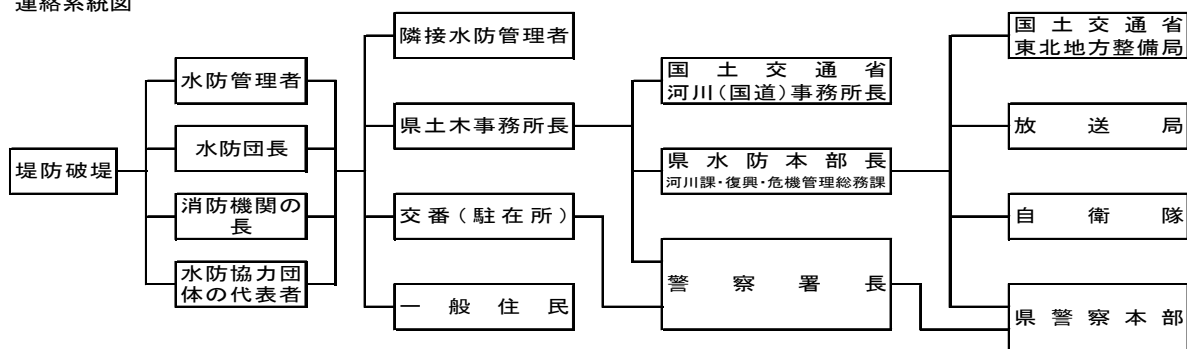 連絡系統図
堤防破堤
水防管理者
水防団長
消防機関の
長
水防協力団
体の代表者
隣接水防管理者
県土木事務所長
交番（駐在所）
一般住民
国土交通省
河川（国道）事務所長
県水防本部長
河川課・復興・危機管理総務課
警察署長
国土交通省
東北地方整備局
放送局
自衛隊
県警察本部